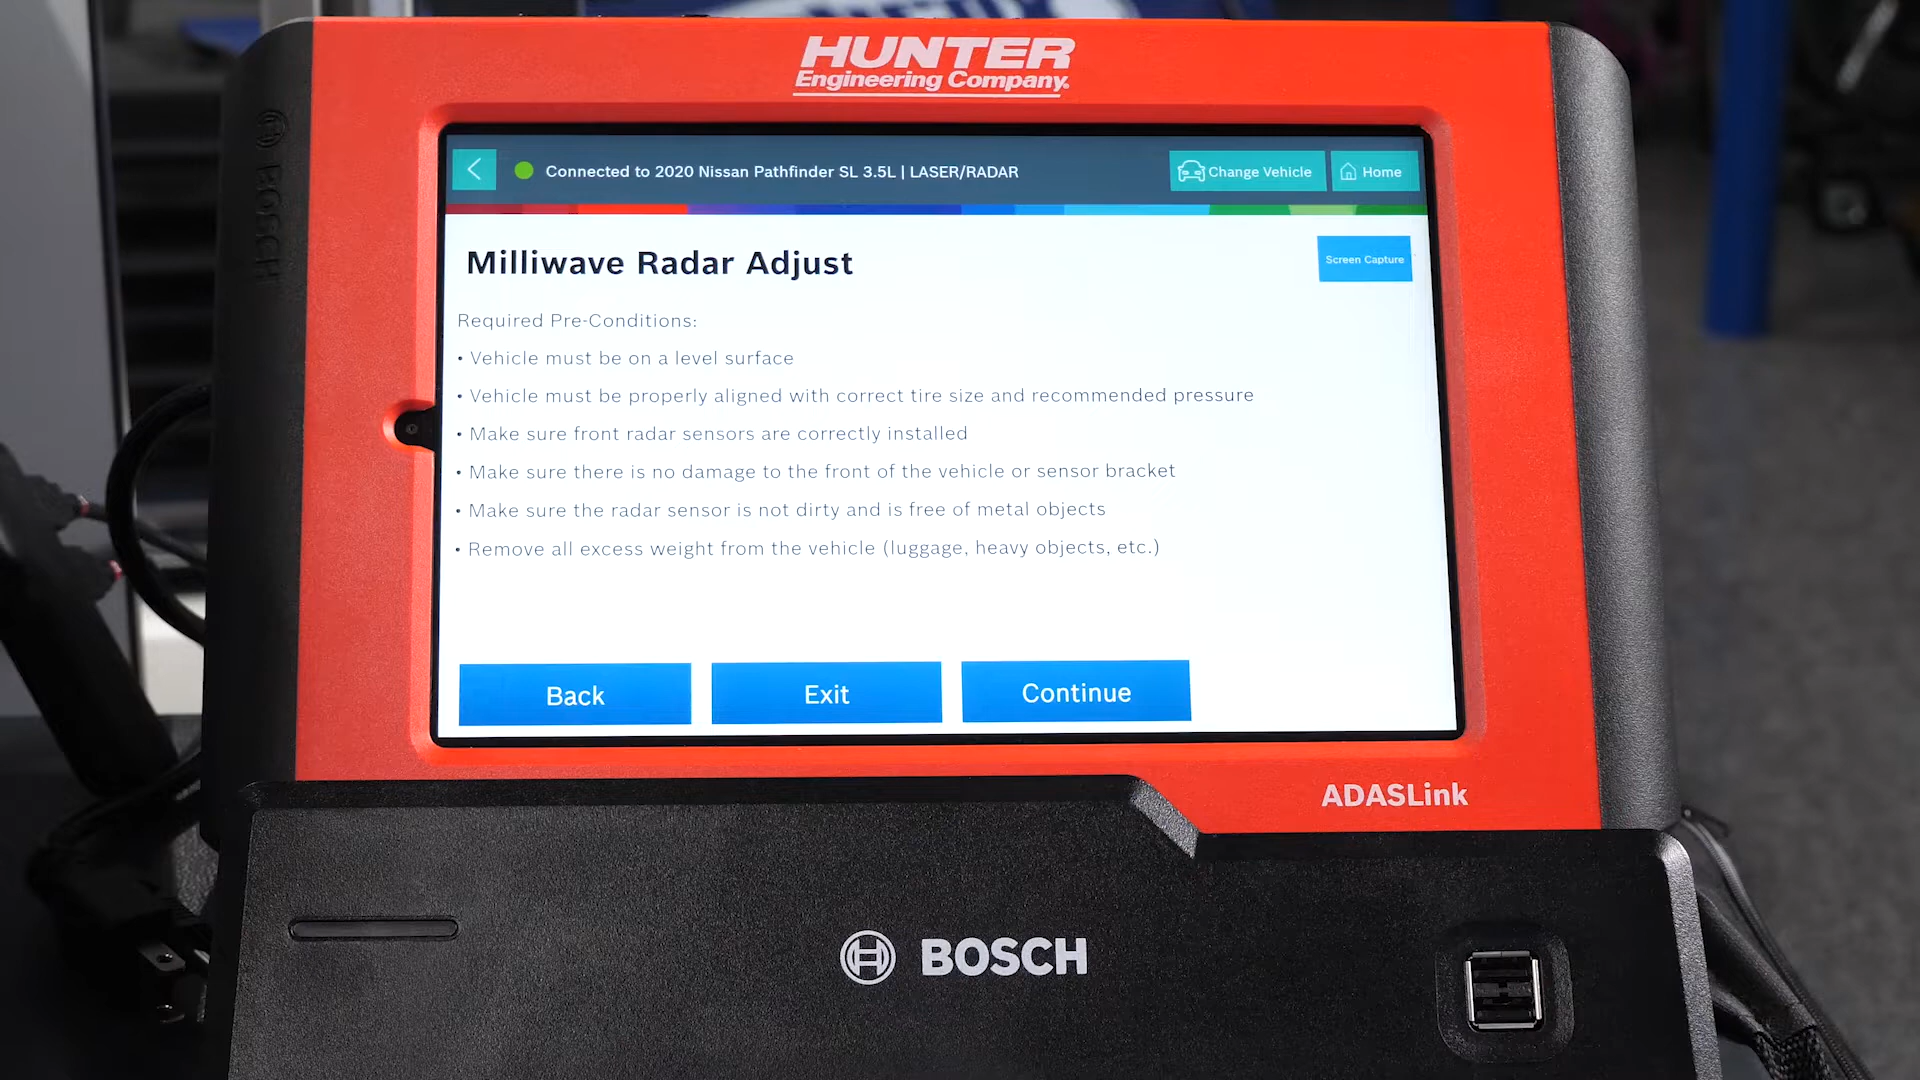 HUNTER
Engineering Company.
BOSCH
Connected to 2020 Nissan Pathfinder SL 3.5L | LASER/RADAR
Change Vehicle
Home
Milliwave Radar Adjust
Screen Capture
Required Pre-Conditions:
• Vehicle must be on a level surface
• Vehicle must be properly aligned with correct tire size and recommended pressure
• Make sure front radar sensors are correctly installed
• Make sure there is no damage to the front of the vehicle or sensor bracket
• Make sure the radar sensor is not dirty and is free of metal objects
• Remove all excess weight from the vehicle (luggage, heavy objects, etc.)
Back
Exit
Continue
ADASLink
BOSCH